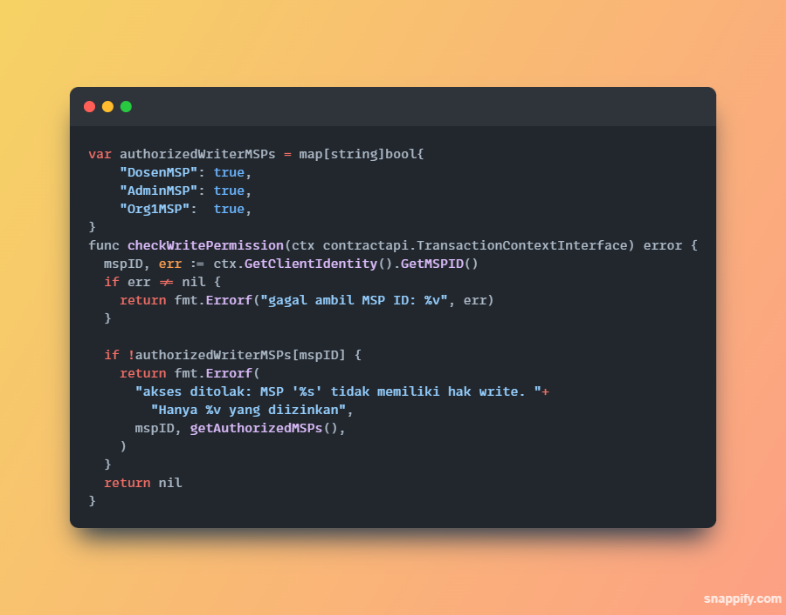 var authorizedWriterMSPs = map[string]bool{
    "DosenMSP": true,
    "AdminMSP": true,
    "Org1MSP":  true,
}
func checkWritePermission(ctx contractapi.TransactionContextInterface) error {
  mspID, err := ctx.GetClientIdentity().GetMSPID()
  if err != nil {
    return fmt.Errorf("gagal ambil MSP ID: %v", err)
  }

  if !authorizedWriterMSPs[mspID] {
    return fmt.Errorf(
      "akses ditolak: MSP '%s' tidak memiliki hak write. "+
        "Hanya %v yang diizinkan",
      mspID, getAuthorizedMSPs(),
    )
  }
  return nil
}
snappify.com